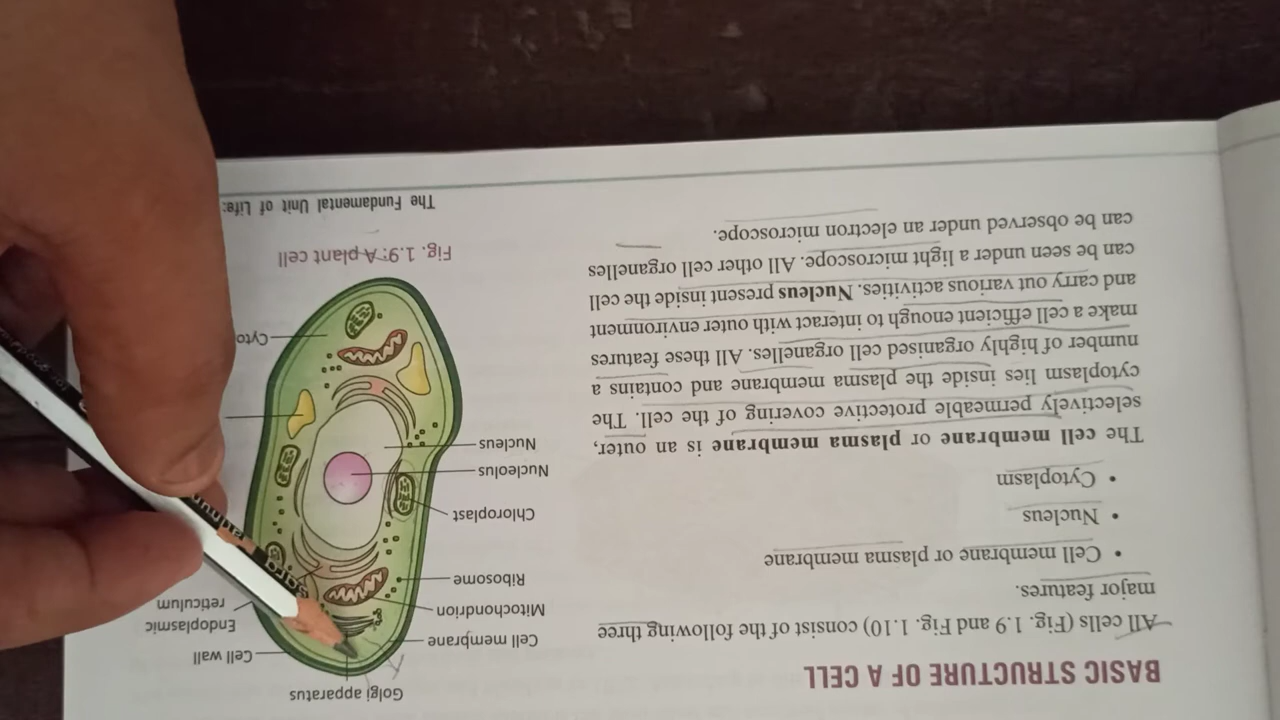 BASIC STRUCTURE OF A CELL
All cells (Fig. 1.9 and Fig. 1.10) consist of the following three
major features.
• Cell membrane or plasma membrane
• Nucleus
• Cytoplasm
The cell membrane or plasma membrane is an outer,
selectively permeable protective covering of the cell. The
cytoplasm lies inside the plasma membrane and contains a
number of highly organised cell organelles. All these features
make a cell efficient enough to interact with outer environment
and carry out various activities. Nucleus present inside the cell
can be seen under a light microscope. All other cell organelles
can be observed under an electron microscope.
Golgi apparatus
Cell membrane
Cell wall
Mitochondrion
Endoplasmic
reticulum
Ribosome
Chloroplast
Nucleolus
Nucleus
Cyto
Fig. 1.9: A plant cell
The Fundamental Unit of Life: